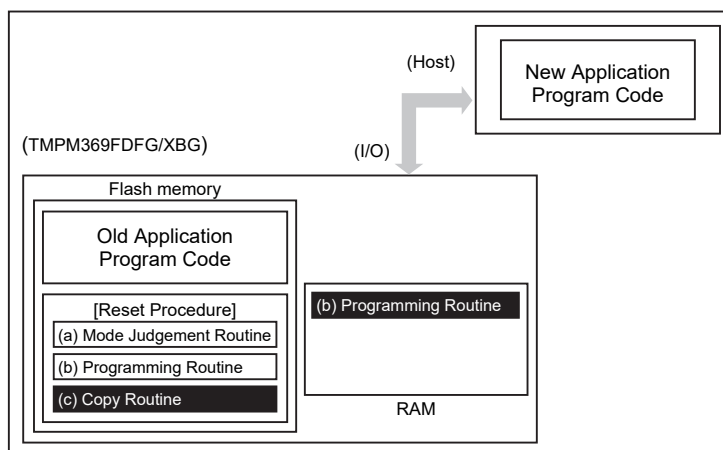 (Host)
New Application
Program Code
(TMPM369FDFG/XBG)
(I/O)
Flash memory
Old Application
Program Code
[Reset Procedure]
(a) Mode Judgement Routine
(b) Programming Routine
(c) Copy Routine
(b) Programming Routine
RAM